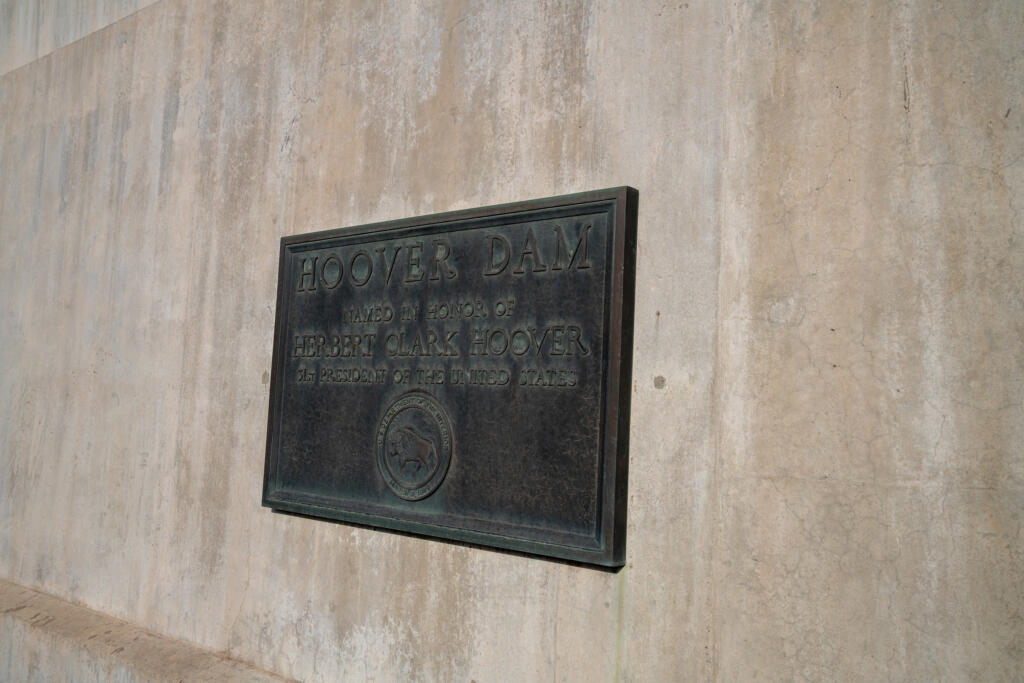 HOOVER DAM
NAMED IN HONOR OF
HERBERT CLARK HOOVER
31ST PRESIDENT OF THE UNITED STATES